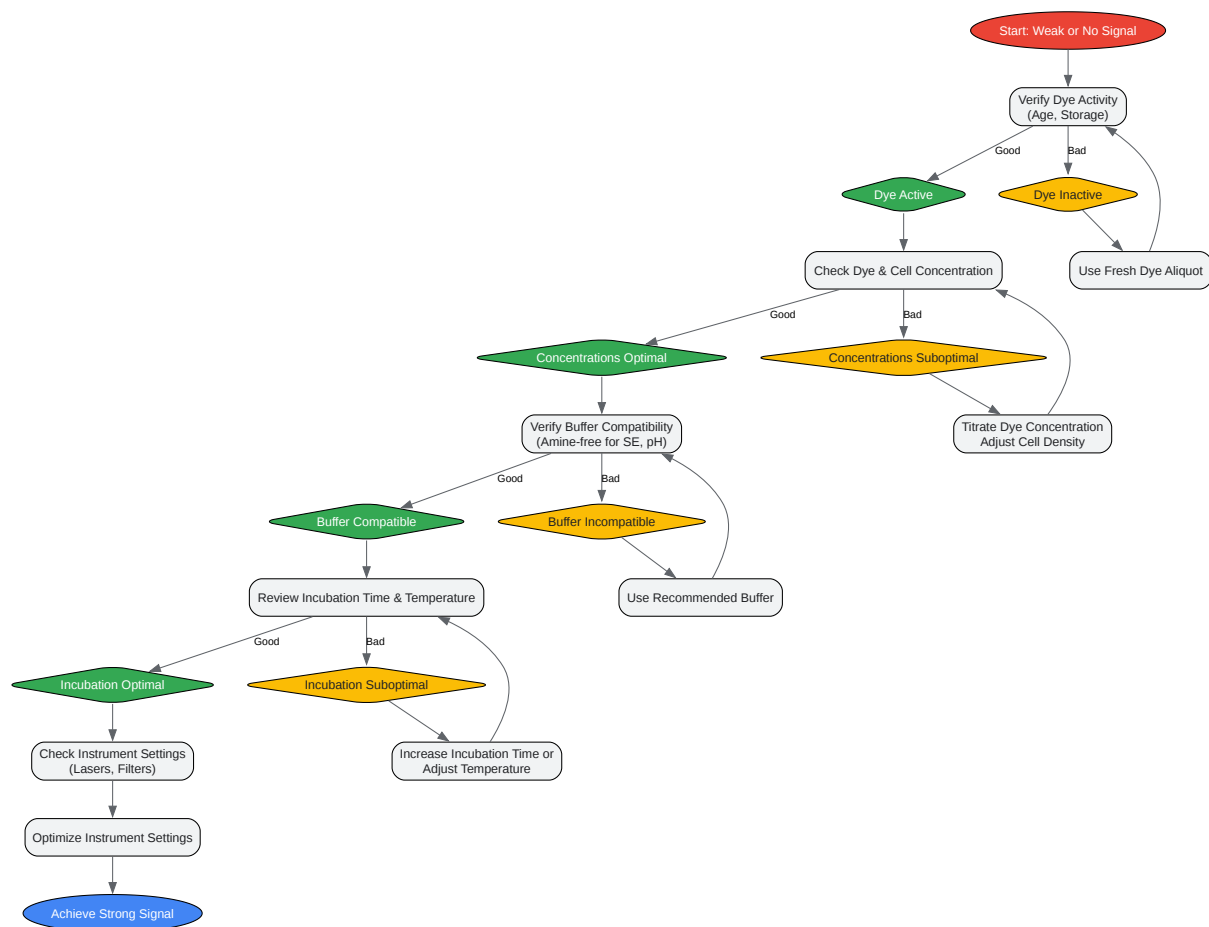 Start: Weak or No Signal
Verify Dye Activity
(Age, Storage)
Good
Bad
Dye Active
Dye Inactive
Check Dye & Cell Concentration
Use Fresh Dye Aliquot
Good
Bad
Concentrations Optimal
Concentrations Suboptimal
Verify Buffer Compatibility
(Amine-free for SE, pH)
Titrate Dye Concentration
Adjust Cell Density
Good
Bad
Buffer Compatible
Buffer Incompatible
Review Incubation Time & Temperature
Use Recommended Buffer
Good
Bad
Incubation Optimal
Incubation Suboptimal
Check Instrument Settings
(Lasers, Filters)
Increase Incubation Time or
Adjust Temperature
Optimize Instrument Settings
Achieve Strong Signal